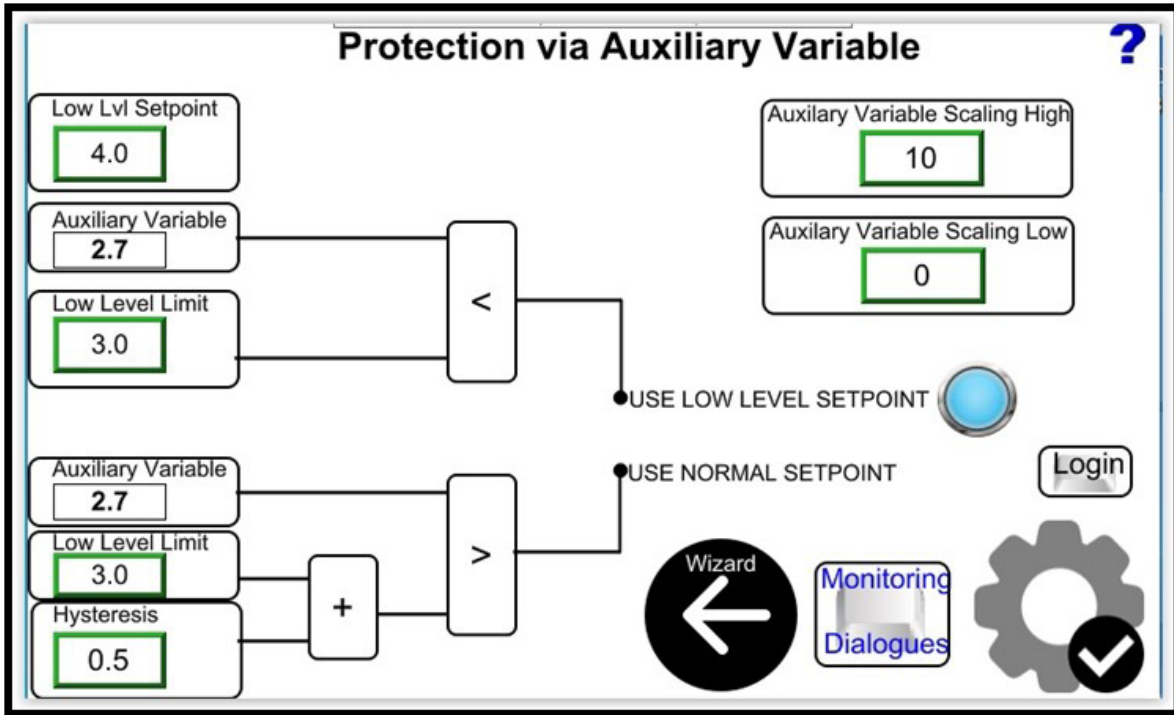 Protection via Auxiliary Variable
?
Low Lvl Setpoint
4.0
Auxilary Variable Scaling High
10
Auxiliary Variable
2.7
Auxilary Variable Scaling Low
0
<
Low Level Limit
3.0
USE LOW LEVEL SETPOINT
Auxiliary Variable
2.7
USE NORMAL SETPOINT
Login
>
Low Level Limit
3.0
+
Hysteresis
0.5
Wizard
Monitoring
Dialogues